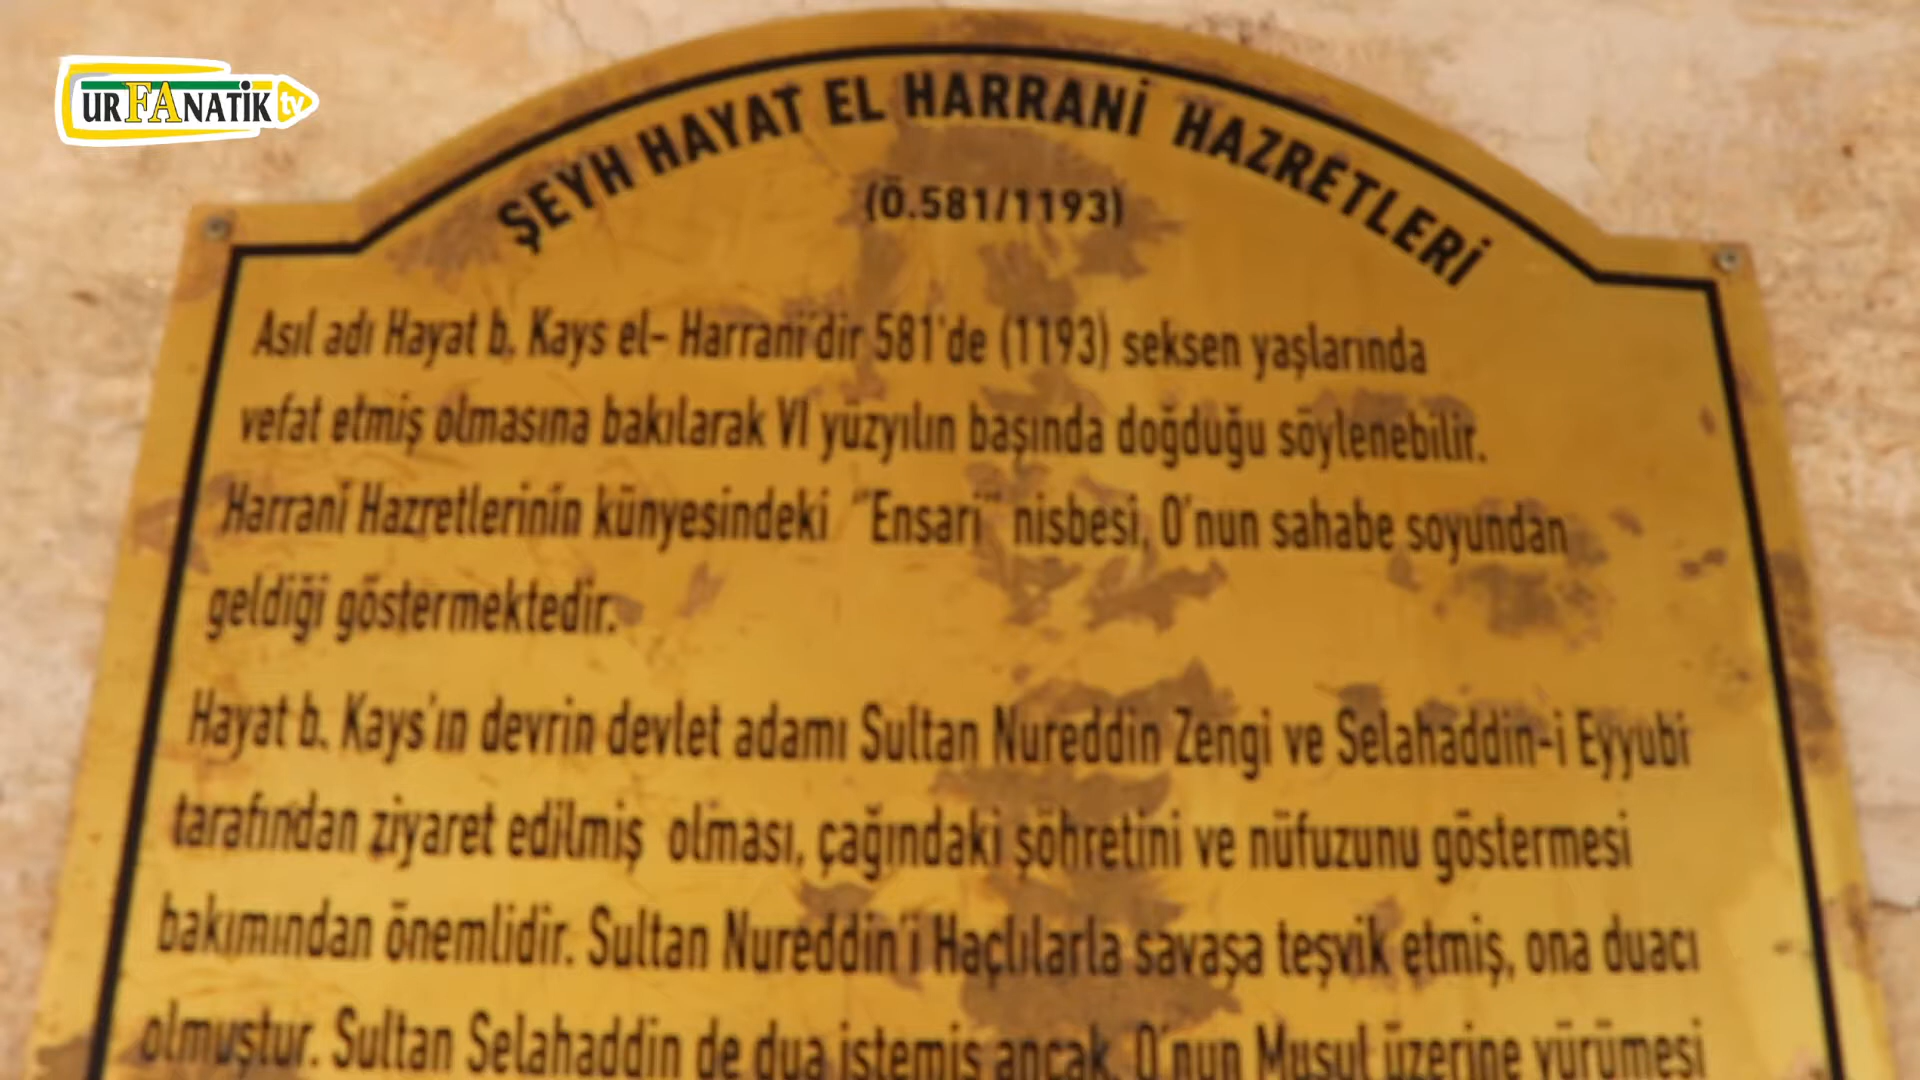 urFAnatik tv
ŞEYH HAYAT EL HARRANİ HAZRETLERİ
(Ö.581/1193)
Asıl adı Hayat b. Kays el- Harrani'dir 581'de (1193) seksen yaşlarında
vefat etmiş olmasına bakılarak VI yüzyılın başında doğduğu söylenebilir.
Harrani Hazretlerinin künyesindeki "Ensari" nisbesi, O'nun sahabe soyundan
geldiği göstermektedir.
Hayat b. Kays'ın devrin devlet adamı Sultan Nureddin Zengi ve Selahaddin-i Eyyubi
tarafından ziyaret edilmiş olması, çağındaki şöhretini ve nüfuzunu göstermesi
bakımından önemlidir. Sultan Nureddin'i Haçlılarla savaşa teşvik etmiş, ona duacı
olmuştur. Sultan Selahaddin de dua istemiş ancak, O'nun Musul üzerine yürümesi